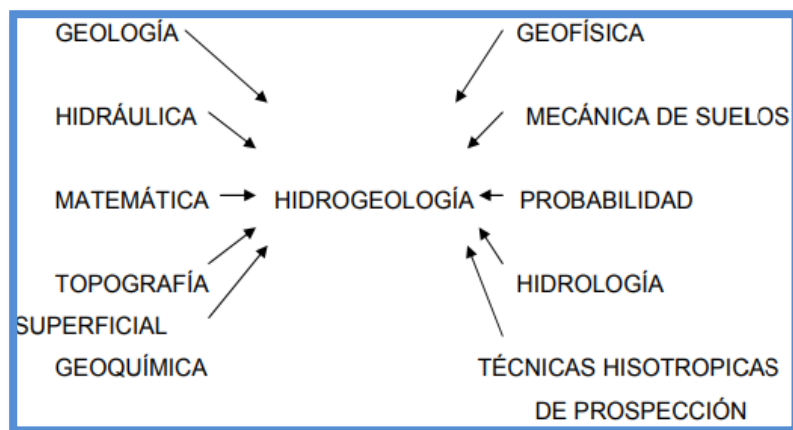 GEOLOGÍA
GEOFÍSICA
HIDRÁULICA
MECÁNICA DE SUELOS
MATEMÁTICA
HIDROGEOLOGÍA
PROBABILIDAD
TOPOGRAFÍA
HIDROLOGÍA
SUPERFICIAL
GEOQUÍMICA
TÉCNICAS HISOTROPICAS
DE PROSPECCIÓN